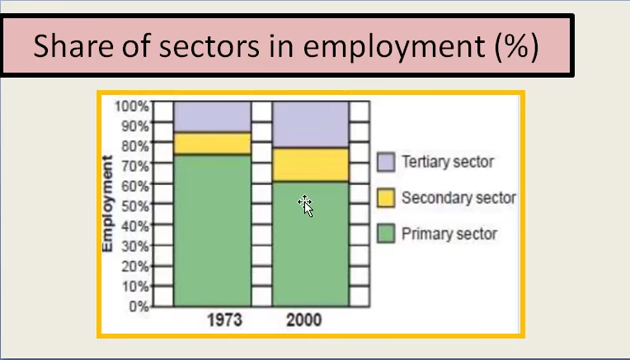 Share of sectors in employment (%)
100%
90%
80%
70%
60%
50%
40%
30%
20%
10%
0%
Employment
1973
2000
Tertiary sector
Secondary sector
Primary sector